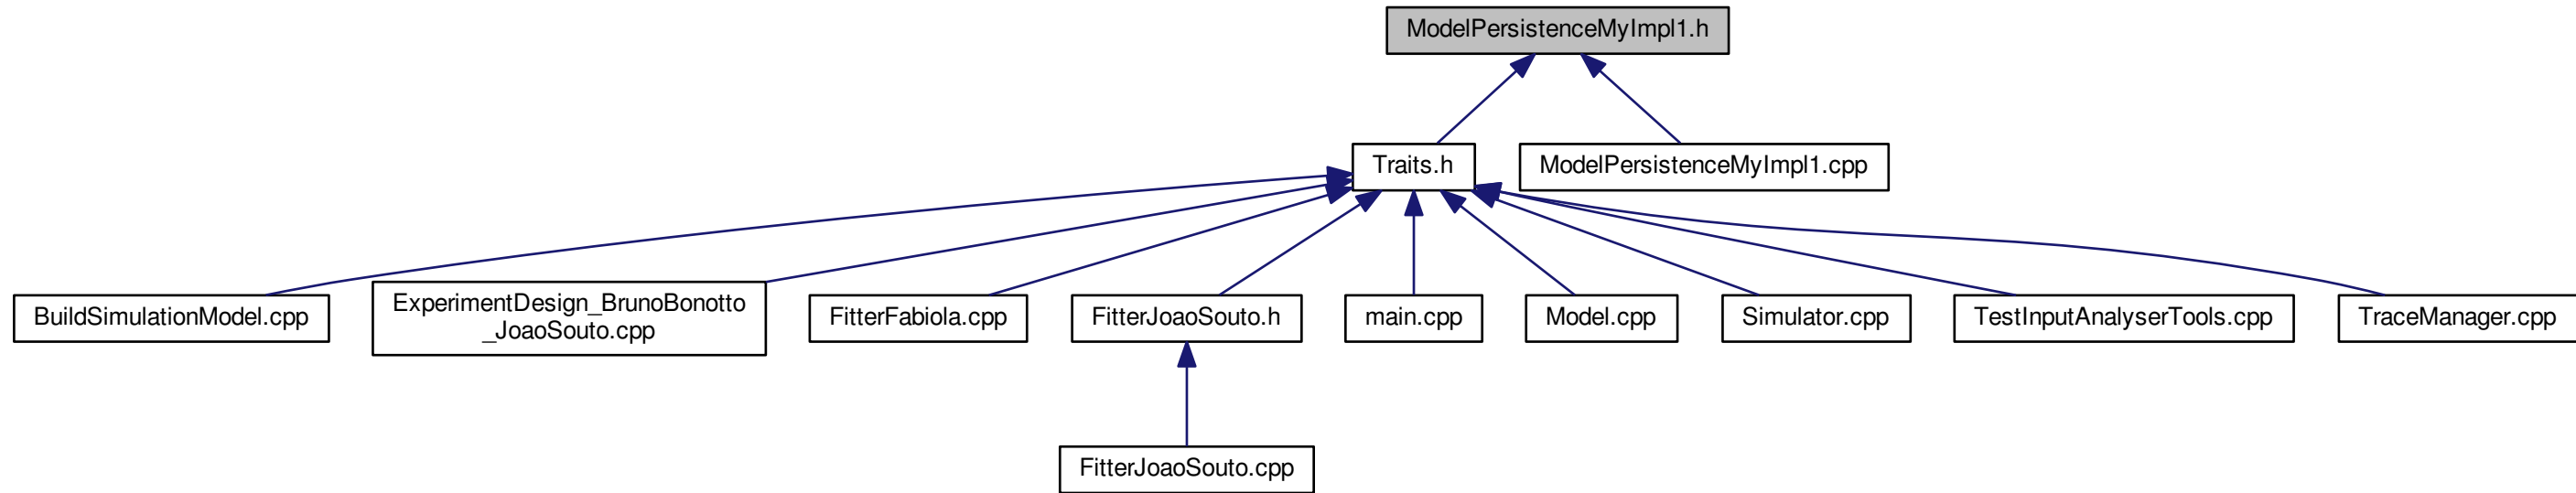 ModelPersistenceMyImpl1.h
Traits.h
ModelPersistenceMyImpl1.cpp
BuildSimulationModel.cpp
ExperimentDesign_BrunoBonotto
_JoaoSouto.cpp
FitterFabiola.cpp
FitterJoaoSouto.h
main.cpp
Model.cpp
Simulator.cpp
TestInputAnalyserTools.cpp
TraceManager.cpp
FitterJoaoSouto.cpp